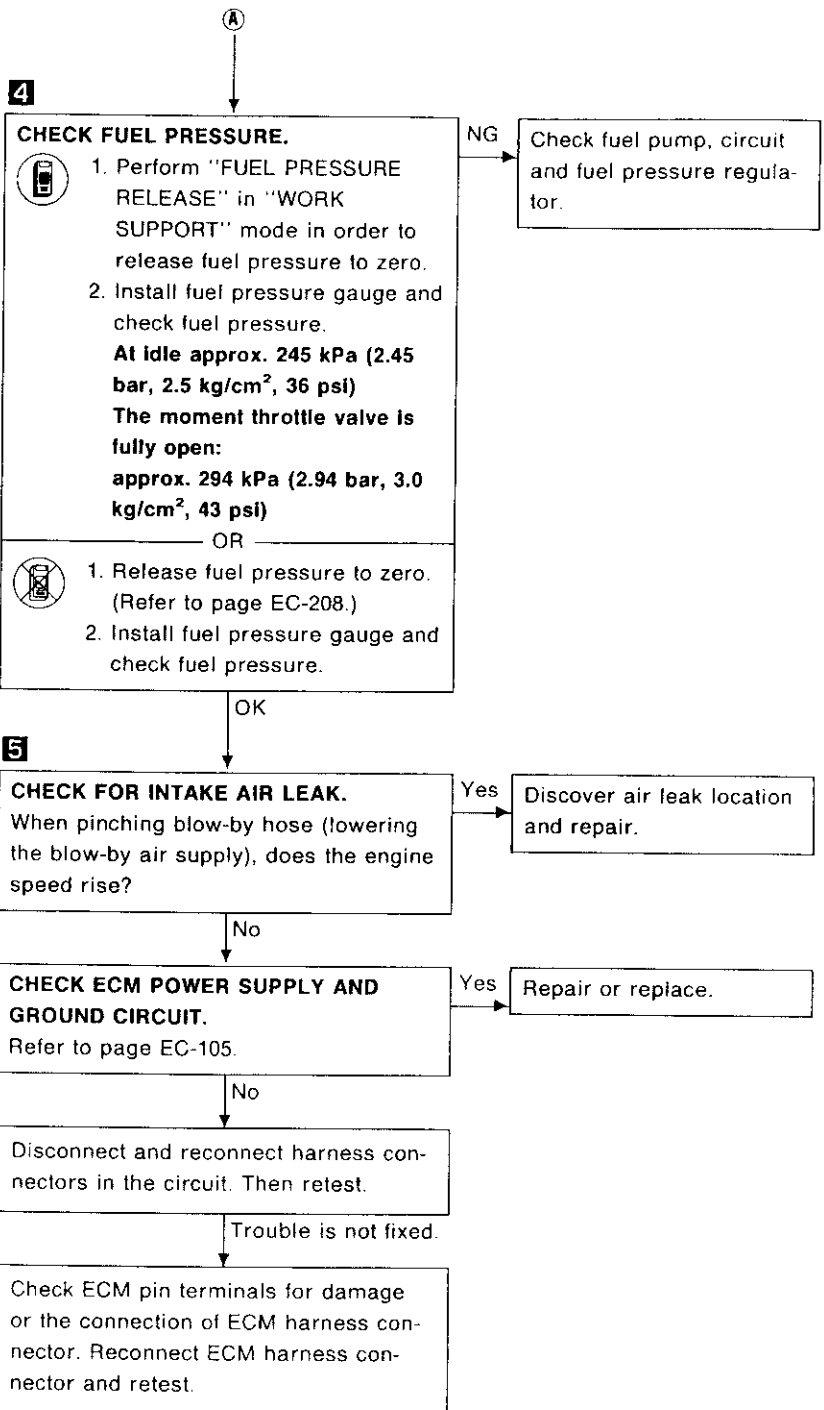 A
4
CHECK FUEL PRESSURE.
1. Perform "FUEL PRESSURE
RELEASE" in "WORK
SUPPORT" mode in order to
release fuel pressure to zero.
2. Install fuel pressure gauge and
check fuel pressure.
At idle approx. 245 kPa (2.45
bar, 2.5 kg/cm², 36 psi)
The moment throttle valve is
fully open:
approx. 294 kPa (2.94 bar, 3.0
kg/cm², 43 psi)
OR
1. Release fuel pressure to zero.
(Refer to page EC-208.)
2. Install fuel pressure gauge and
check fuel pressure.
NG
Check fuel pump, circuit
and fuel pressure regula-
tor.
OK
5
CHECK FOR INTAKE AIR LEAK.
When pinching blow-by hose (lowering
the blow-by air supply), does the engine
speed rise?
Yes
Discover air leak location
and repair.
No
CHECK ECM POWER SUPPLY AND
GROUND CIRCUIT.
Refer to page EC-105.
Yes
Repair or replace.
No
Disconnect and reconnect harness con-
nectors in the circuit. Then retest.
Trouble is not fixed.
Check ECM pin terminals for damage
or the connection of ECM harness con-
nector. Reconnect ECM harness con-
nector and retest.